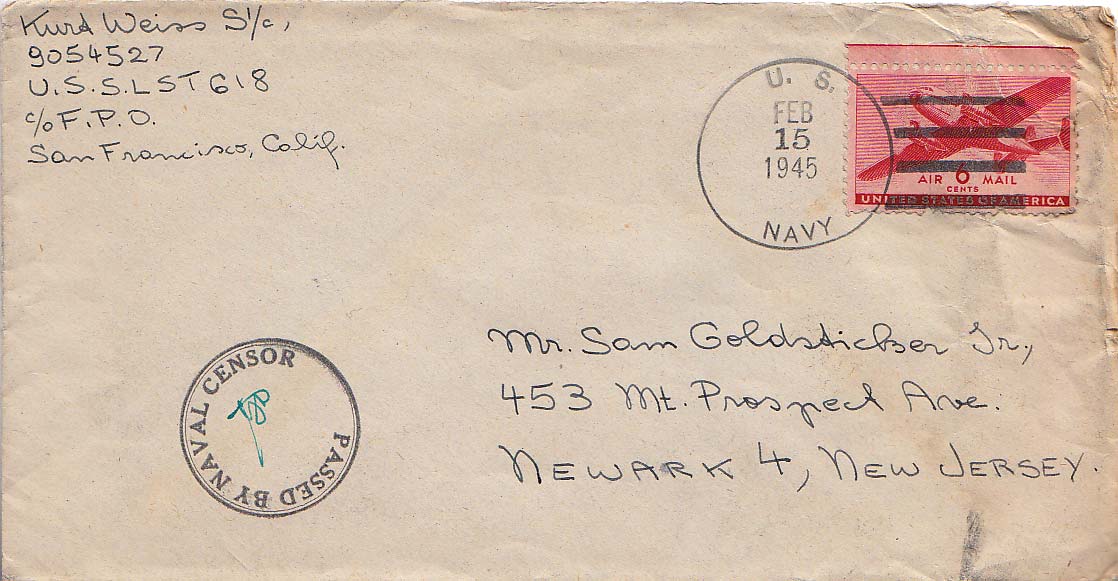 Kurt Weiss S1/c,
9054527
U.S.S. LST 618
c/o F.P.O.
San Francisco, Calif.
U. S.
FEB
15
1945
NAVY
AIR 6 MAIL
CENTS
UNITED STATES OF AMERICA
Mr. Sam Goldsticker Jr.,
453 Mt. Prospect Ave.
NEWARK 4, NEW JERSEY.
PASSED BY NAVAL CENSOR